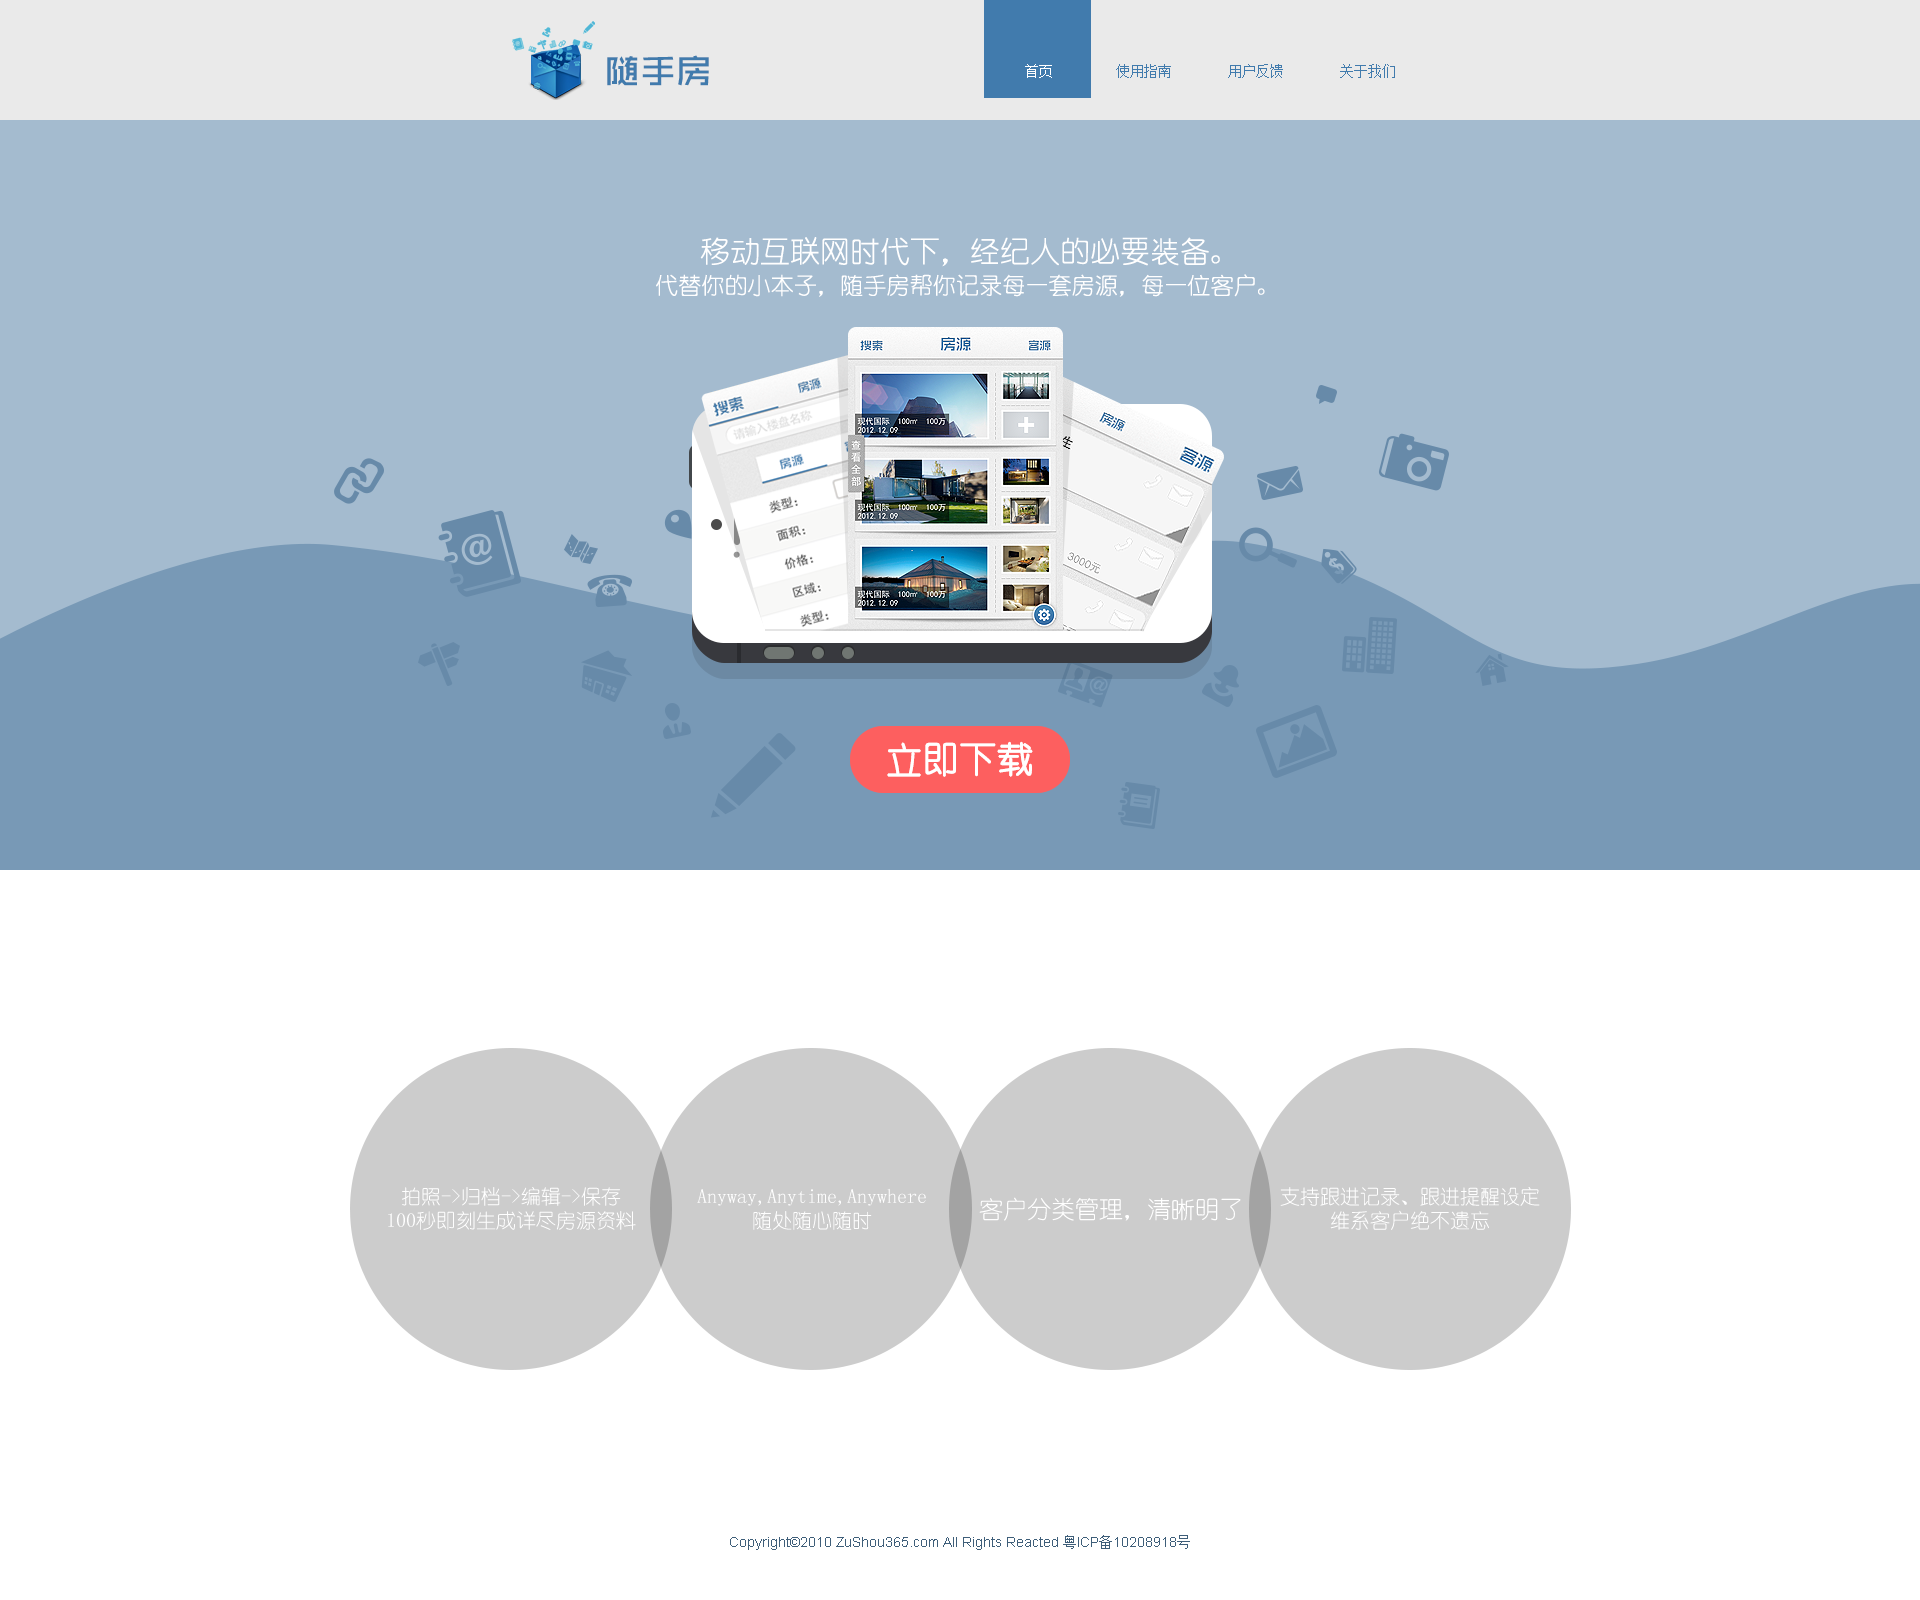 随手房
首页
使用指南
用户反馈
关于我们
移动互联网时代下，经纪人的必要装备。
代替你的小本子，随手房帮你记录每一套房源，每一位客户。
搜索
房源
请输入楼盘名称
房源
类型：
面积：
价格：
区域：
类型：
搜索
房源
客源
现代国际 100㎡ 100万
2012.12.09
查看全部
现代国际 100㎡ 100万
2012.12.09
现代国际 100㎡ 100万
2012.12.09
房源
客源
生
3000元
立即下载
拍照->归档->编辑->保存
100秒即刻生成详尽房源资料
Anyway,Anytime,Anywhere
随处随心随时
客户分类管理，清晰明了
支持跟进记录、跟进提醒设定
维系客户绝不遗忘
Copyright©2010 ZuShou365.com All Rights Reacted 粤ICP备10208918号